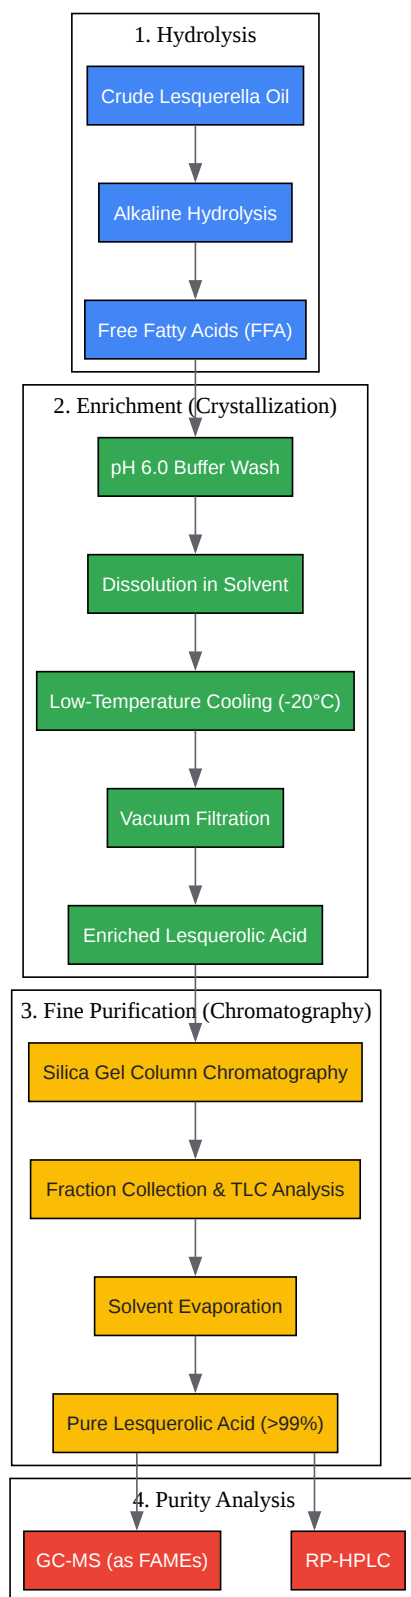 1. Hydrolysis
Crude Lesquerella Oil
Alkaline Hydrolysis
Free Fatty Acids (FFA)
2. Enrichment (Crystallization)
pH 6.0 Buffer Wash
Dissolution in Solvent
Low-Temperature Cooling (-20°C)
Vacuum Filtration
Enriched Lesquerolic Acid
3. Fine Purification (Chromatography)
Silica Gel Column Chromatography
Fraction Collection & TLC Analysis
Solvent Evaporation
Pure Lesquerolic Acid (>99%)
4. Purity Analysis
GC-MS (as FAMEs)
RP-HPLC